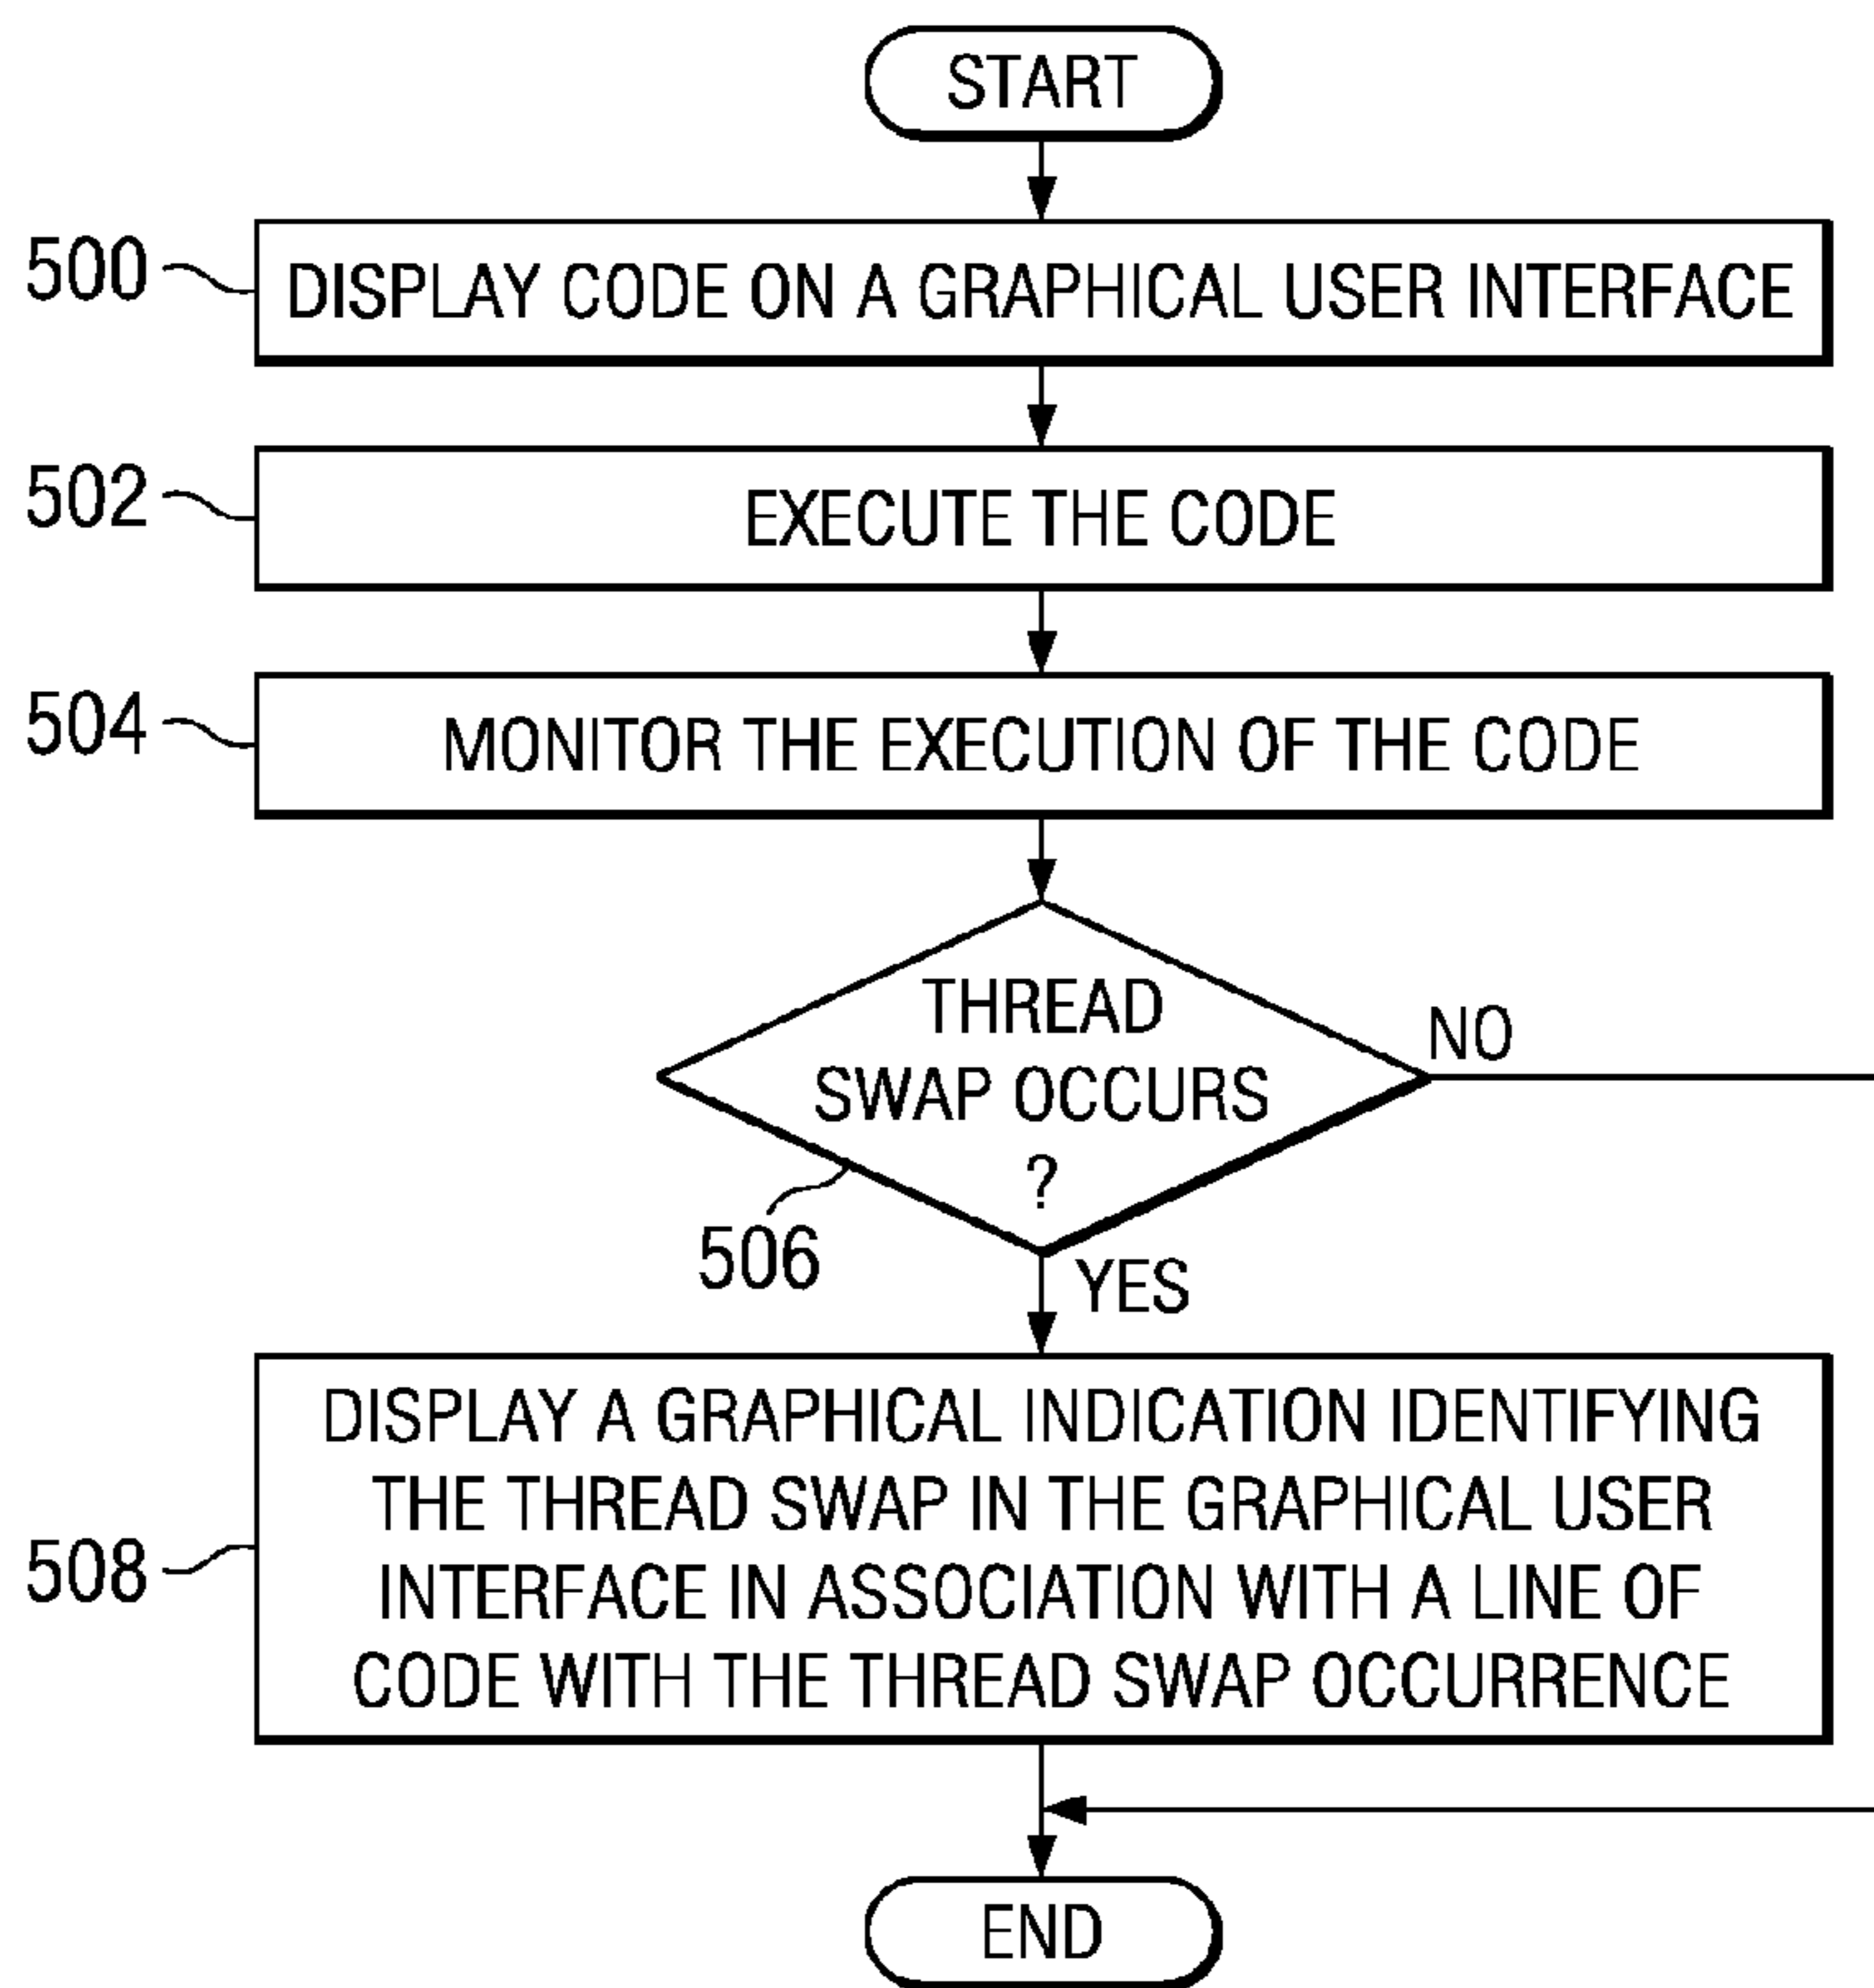 START
500
DISPLAY CODE ON A GRAPHICAL USER INTERFACE
502
EXECUTE THE CODE
504
MONITOR THE EXECUTION OF THE CODE
THREAD
SWAP OCCURS
?
NO
506
YES
508
DISPLAY A GRAPHICAL INDICATION IDENTIFYING
THE THREAD SWAP IN THE GRAPHICAL USER
INTERFACE IN ASSOCIATION WITH A LINE OF
CODE WITH THE THREAD SWAP OCCURRENCE
END